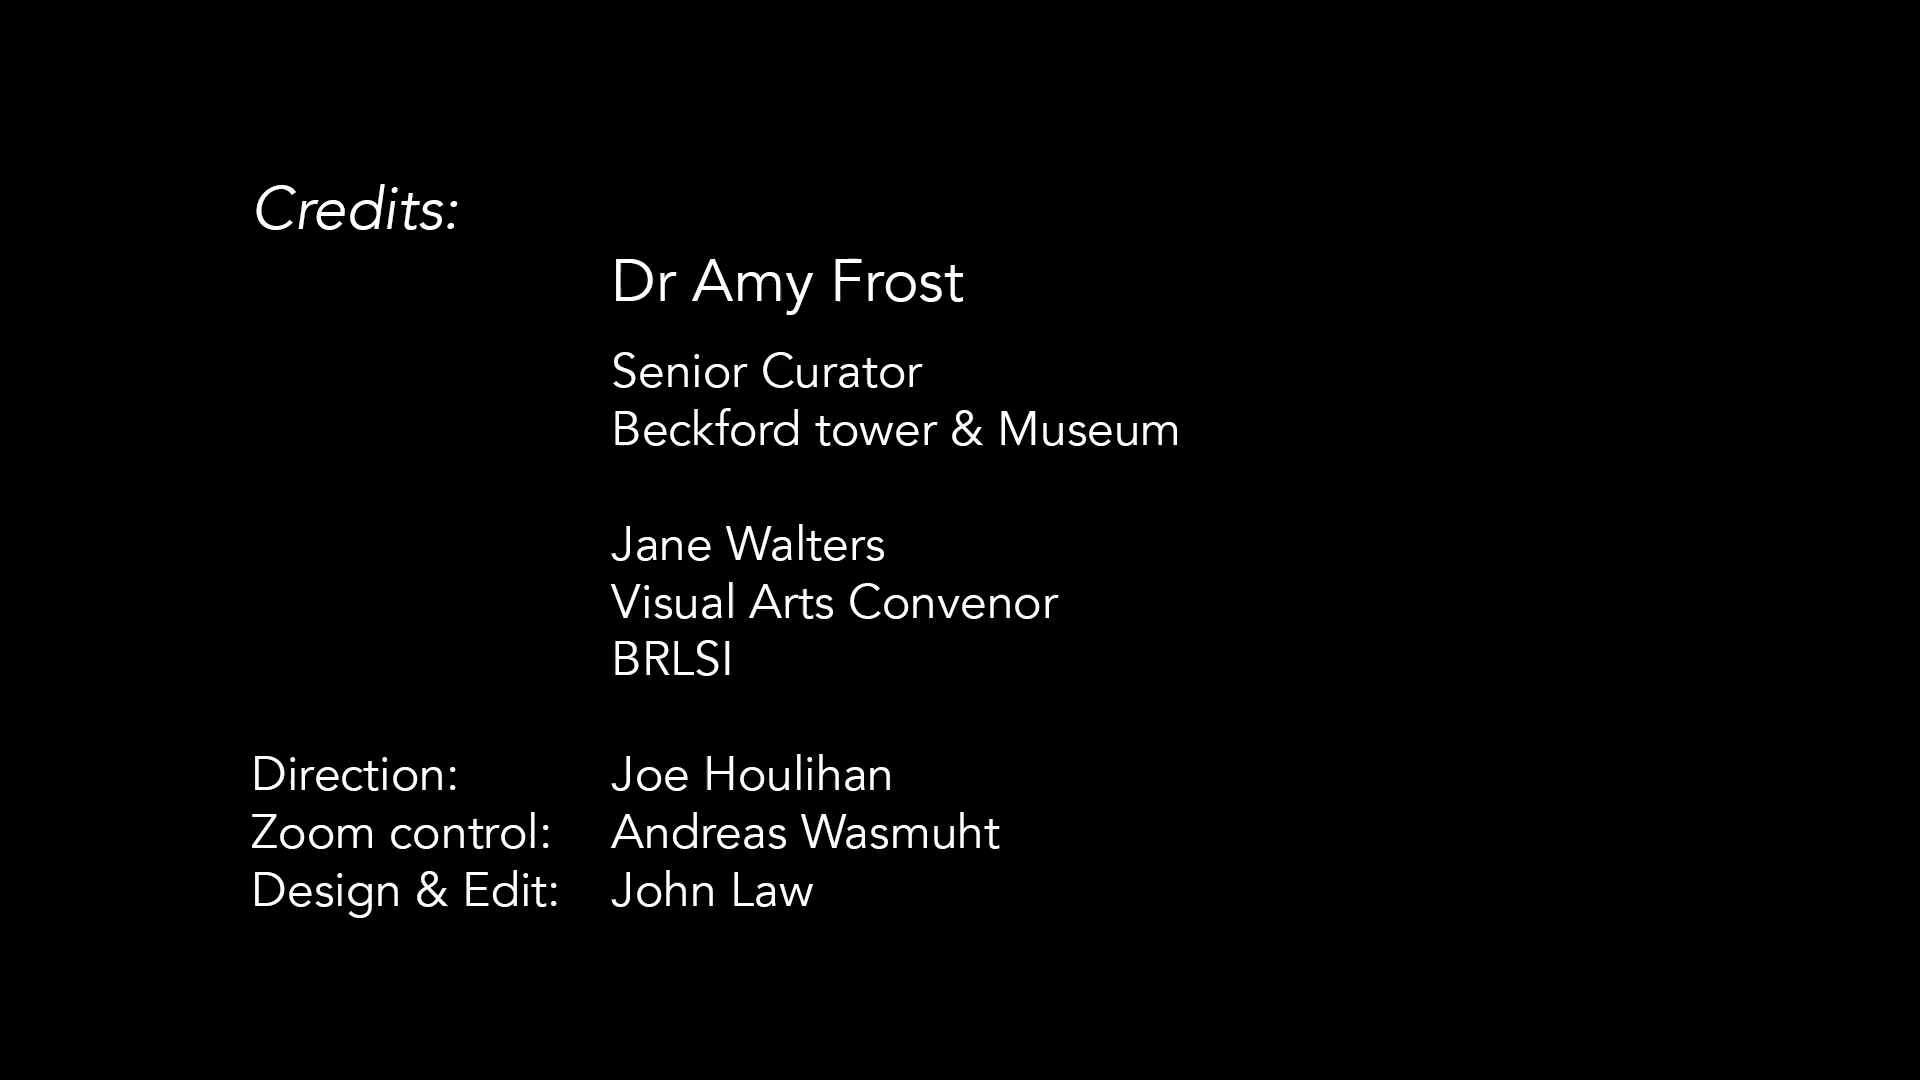 Credits:
Dr Amy Frost
Senior Curator
Beckford tower & Museum
Jane Walters
Visual Arts Convenor
BRLSI
Direction: Joe Houlihan
Zoom control: Andreas Wasmuht
Design & Edit: John Law